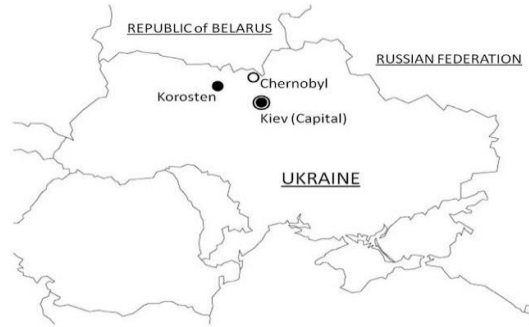 REPUBLIC of BELARUS
RUSSIAN FEDERATION
Chernobyl
Korosten
Kiev (Capital)
UKRAINE